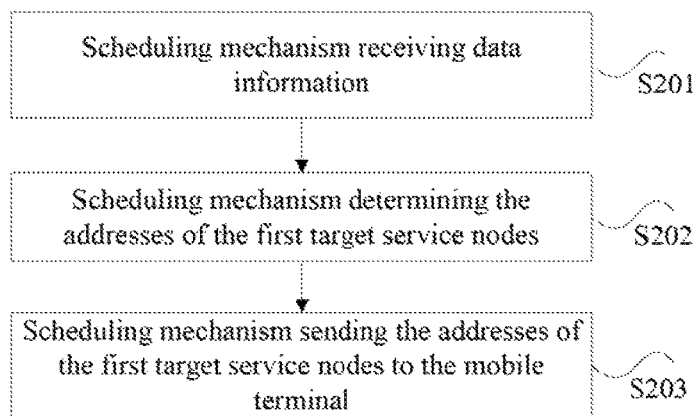 Scheduling mechanism receiving data
information
S201
Scheduling mechanism determining the
addresses of the first target service nodes
S202
Scheduling mechanism sending the addresses of
the first target service nodes to the mobile
terminal
S203